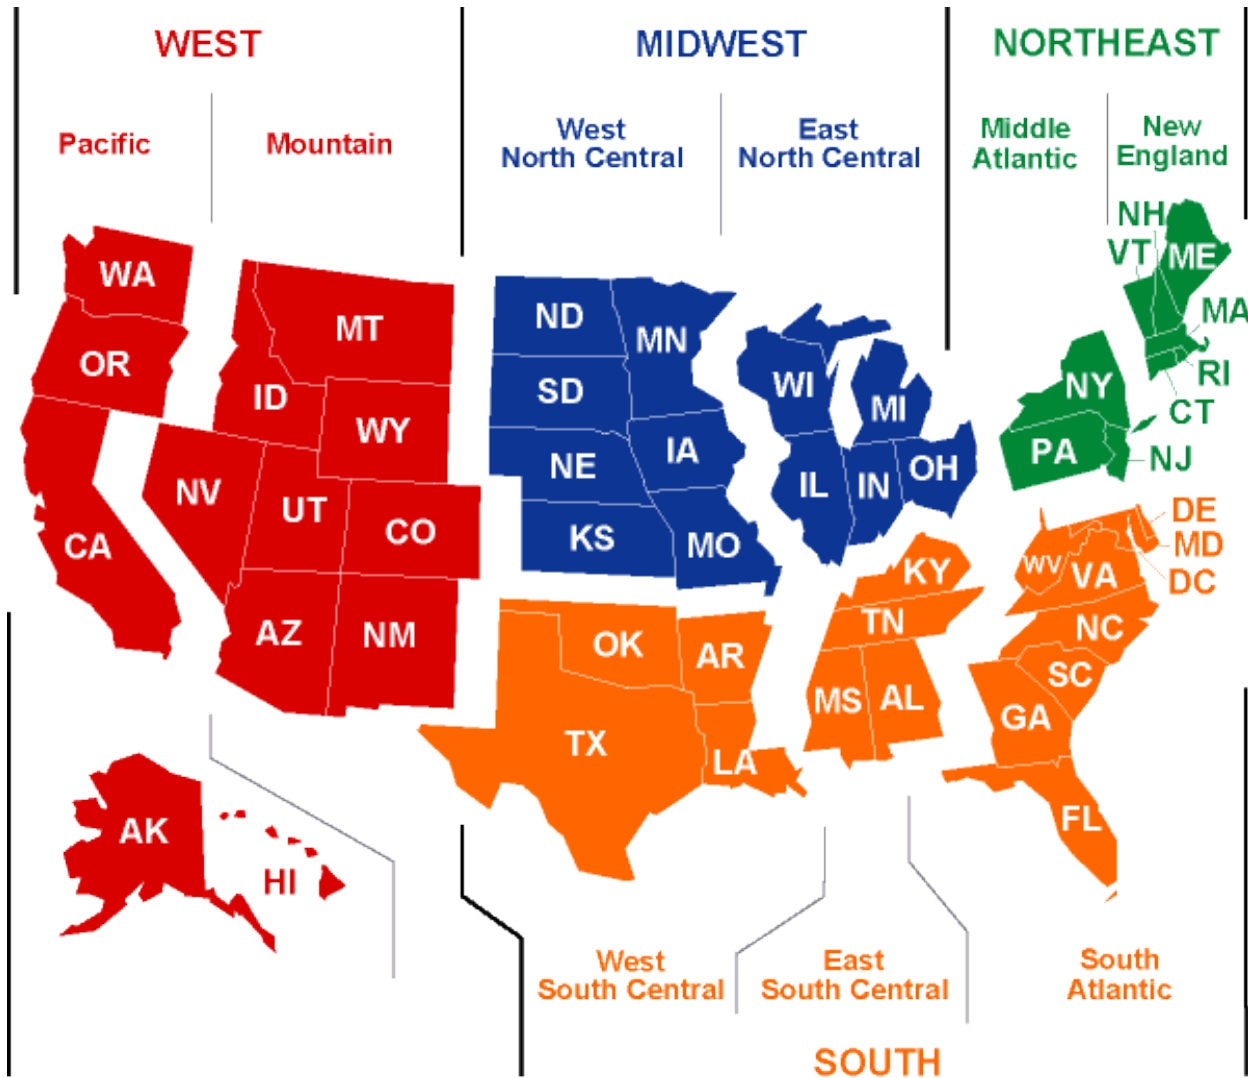 WEST
MIDWEST
NORTHEAST
Pacific
Mountain
West
North Central
East
North Central
Middle
Atlantic
New
England
NH
VT
ME
MA
RI
CT
NY
PA
NJ
WA
OR
CA
MT
ID
WY
NV
UT
CO
AZ
NM
AK
HI
ND
SD
NE
KS
MN
IA
MO
WI
MI
IL
IN
OH
DE
MD
DC
WV
VA
KY
TN
NC
SC
GA
FL
MS
AL
OK
AR
TX
LA
West
South Central
East
South Central
South
Atlantic
SOUTH